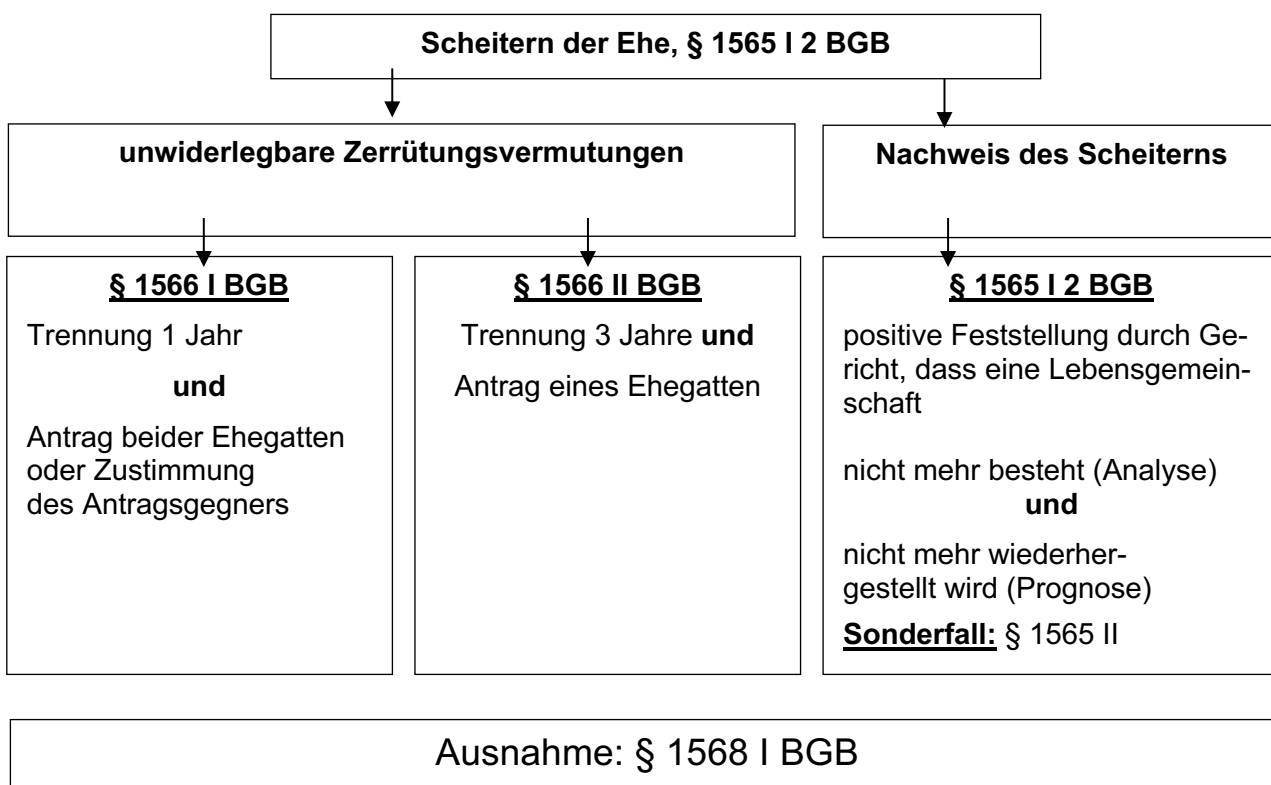 Scheitern der Ehe, § 1565 I 2 BGB
unwiderlegbare Zerrütungsvermutungen
Nachweis des Scheiterns
§ 1566 I BGB
Trennung 1 Jahr
und
Antrag beider Ehegatten
oder Zustimmung
des Antragsgegners
§ 1566 II BGB
Trennung 3 Jahre und
Antrag eines Ehegatten
§ 1565 I 2 BGB
positive Feststellung durch Ge-
richt, dass eine Lebensgemein-
schaft
nicht mehr besteht (Analyse)
und
nicht mehr wiederher-
gestellt wird (Prognose)
Sonderfall: § 1565 II
Ausnahme: § 1568 I BGB